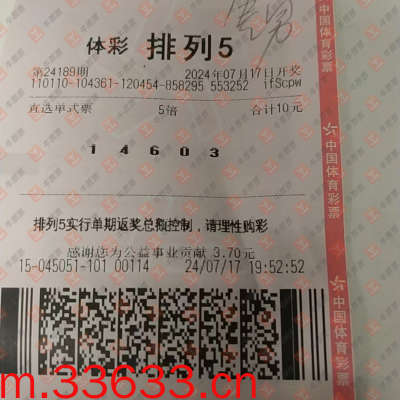 体彩 排列5
第24189期 2024年07月17日开奖
110110-104361-120454-858295 553252 ifScpw
直选单式票 5倍 合计10元
1 4 6 0 3
排列5实行单期返奖总额控制，请理性购彩
感谢您为公益事业贡献 3.70元
15-045051-101 00114 24/07/17 19:52:52
m.33633.cn
中国体育彩票
中国体育彩票
中国体育彩票